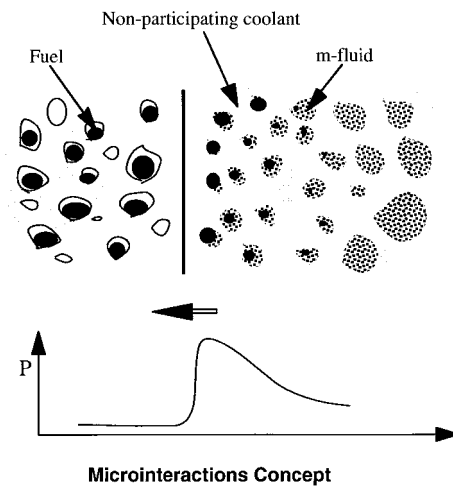 Non-participating coolant
Fuel
m-fluid
P
Microinteractions Concept